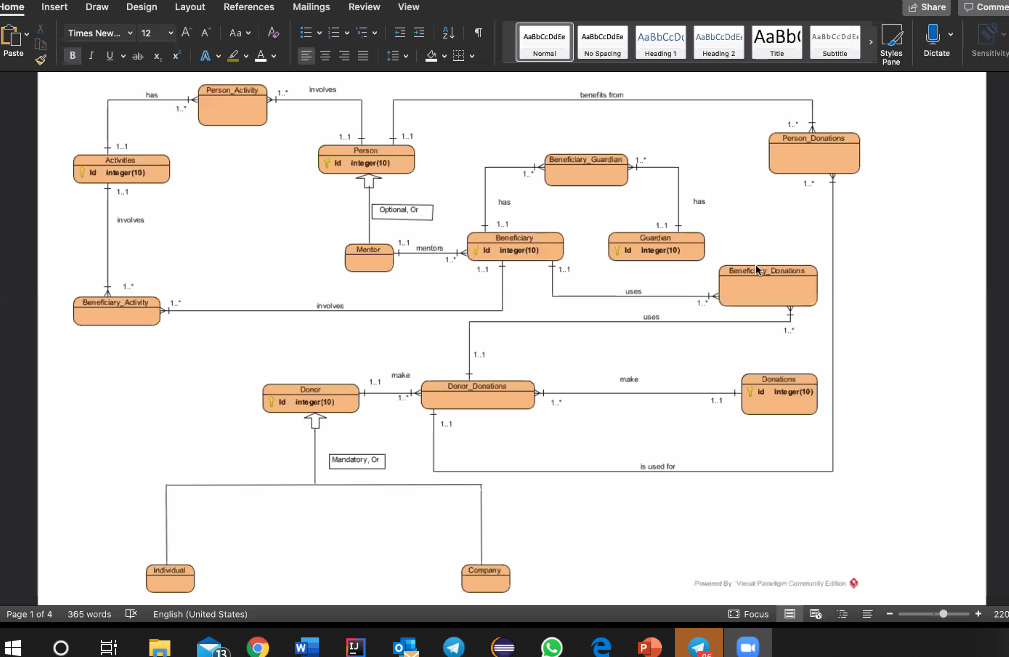 Home Insert Draw Design Layout References Mailings Review View Share
Paste Times New... 12 Aa
AaBbCcDdEe AaBbCcDdEe AaBbCcDc AaBbCcDdEe AaBb( AaBbCcDdEe
Normal No Spacing Heading 1 Heading 2 Title Subtitle Styles Pane Dictate Sensitivity
Person_Activity
has 1..* 1..* Involves
benefits from
1..1 1..1 1..1 1..*
Activities
Id integer(10)
Person
Id integer(10)
Person_Donations
1..*
Beneficiary_Guardian
1..* 1..*
1..1
involves
has has
Optional, Or
1..1 1..1
Mentor
1..1 mentors 1..*
Beneficiary
Id integer(10)
Guardian
Id integer(10)
1..1 1..1
Beneficiary_Donations
uses 1..*
1..*
Beneficiary_Activity
1..* involves
uses
1..*
1..1
Donor
Id integer(10)
1..1 make 1..*
Donor_Donations
1..* make 1..1
Donations
id integer(10)
1..1
Mandatory, Or
is used for
Individual
Company
Powered By Visual Paradigm Community Edition
Page 1 of 4 365 words English (United States) Focus
13